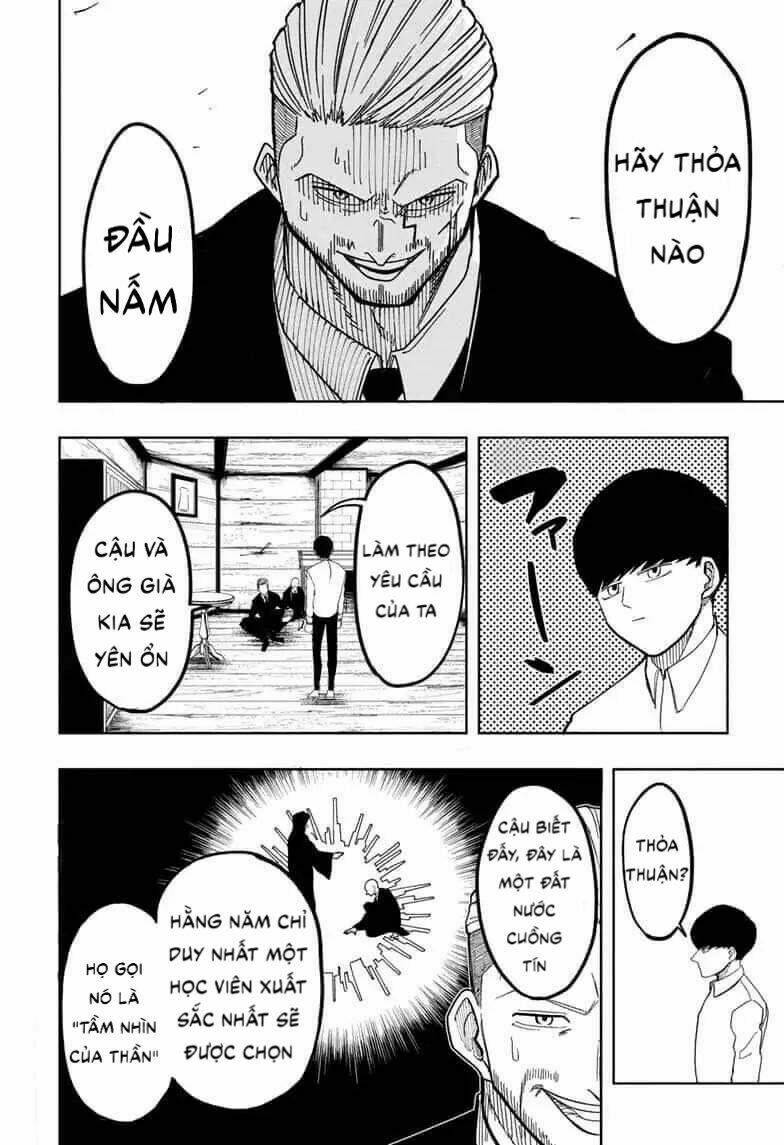 HÃY THỎA
THUẬN
NÀO
ĐẦU
NẤM
ファ
ーン
LÀM THEO
YÊU CẦU
CỦA TA
CẬU VÀ
ÔNG GIÀ
KIA SẼ
YÊN ỔN
THỎA
THUẬN?
CẬU BIẾT
ĐẤY, ĐÂY LÀ
MỘT ĐẤT
NƯỚC
CUỒNG
TÍN
HẰNG NĂM CHỈ
DUY NHẤT MỘT
HỌC VIÊN XUẤT
SẮC NHẤT SẼ
ĐƯỢC CHỌN
HỌ GỌI
NÓ LÀ
"TẦM NHÌN
CỦA THẦN"